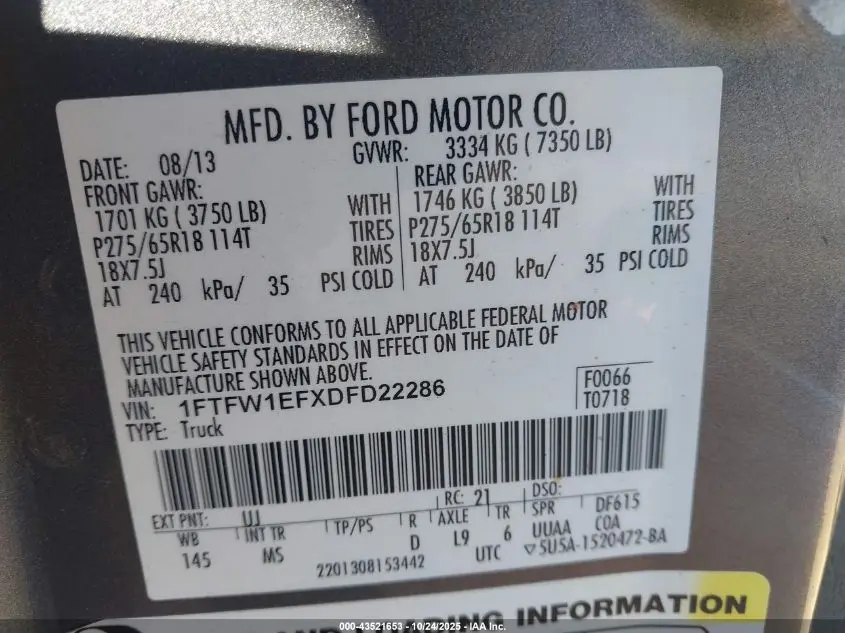 MFD. BY FORD MOTOR CO.
DATE: 08/13 GVWR: 3334 KG ( 7350 LB)
FRONT GAWR: REAR GAWR:
1701 KG ( 3750 LB) WITH 1746 KG ( 3850 LB) WITH
P275/65R18 114T TIRES P275/65R18 114T TIRES
18X7.5J RIMS 18X7.5J RIMS
AT 240 kPa/ 35 PSI COLD AT 240 kPa/ 35 PSI COLD
THIS VEHICLE CONFORMS TO ALL APPLICABLE FEDERAL MOTOR
VEHICLE SAFETY STANDARDS IN EFFECT ON THE DATE OF
MANUFACTURE SHOWN ABOVE.
VIN: 1FTFW1EFXDFD22286 F0066
TYPE: Truck T0718
EXT PNT: UJ RC: 21 DSO:
WB INT TR TP/PS R AXLE TR SPR DF615
145 MS D L9 6 UUAA COA
2201308153442 UTC ▽5U5A-1520472-BA
LOADING INFORMATION
000-43521653 - 10/24/2025 - IAA Inc.